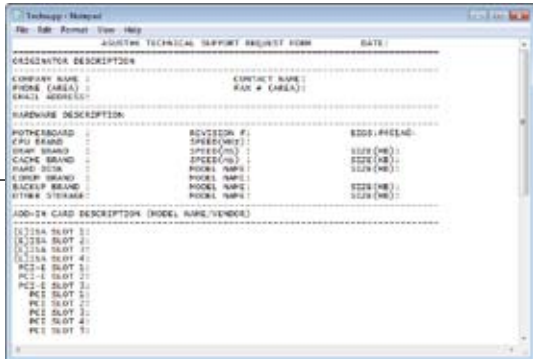 Techsupp - Notepad
File Edit Format View Help
ASUSTeK TECHNICAL SUPPORT REQUEST FORM DATE:
ORIGINATOR DESCRIPTION
COMPANY NAME : CONTACT NAME:
PHONE (AREA) : FAX # (AREA):
EMAIL ADDRESS:
HARDWARE DESCRIPTION
MOTHERBOARD : REVISION #: BIOS:
CPU BRAND : SPEED(MHz):
DRAM BRAND : SPEED(ns) : SIZE(MB):
CACHE BRAND : SPEED(ns) : SIZE(KB):
HARD DISK : MODEL NAME: SIZE(MB):
CDROM BRAND : MODEL NAME:
BACKUP BRAND : MODEL NAME: SIZE(MB):
OTHER STORAGE: MODEL NAME: SIZE(MB):
ADD-IN CARD DESCRIPTION (MODEL NAME/VENDOR)
[E]ISA SLOT 1:
[E]ISA SLOT 2:
[E]ISA SLOT 3:
[E]ISA SLOT 4:
PCI-E SLOT 1:
PCI-E SLOT 2:
PCI-E SLOT 3:
PCI SLOT 1:
PCI SLOT 2:
PCI SLOT 3:
PCI SLOT 4:
PCI SLOT 5: